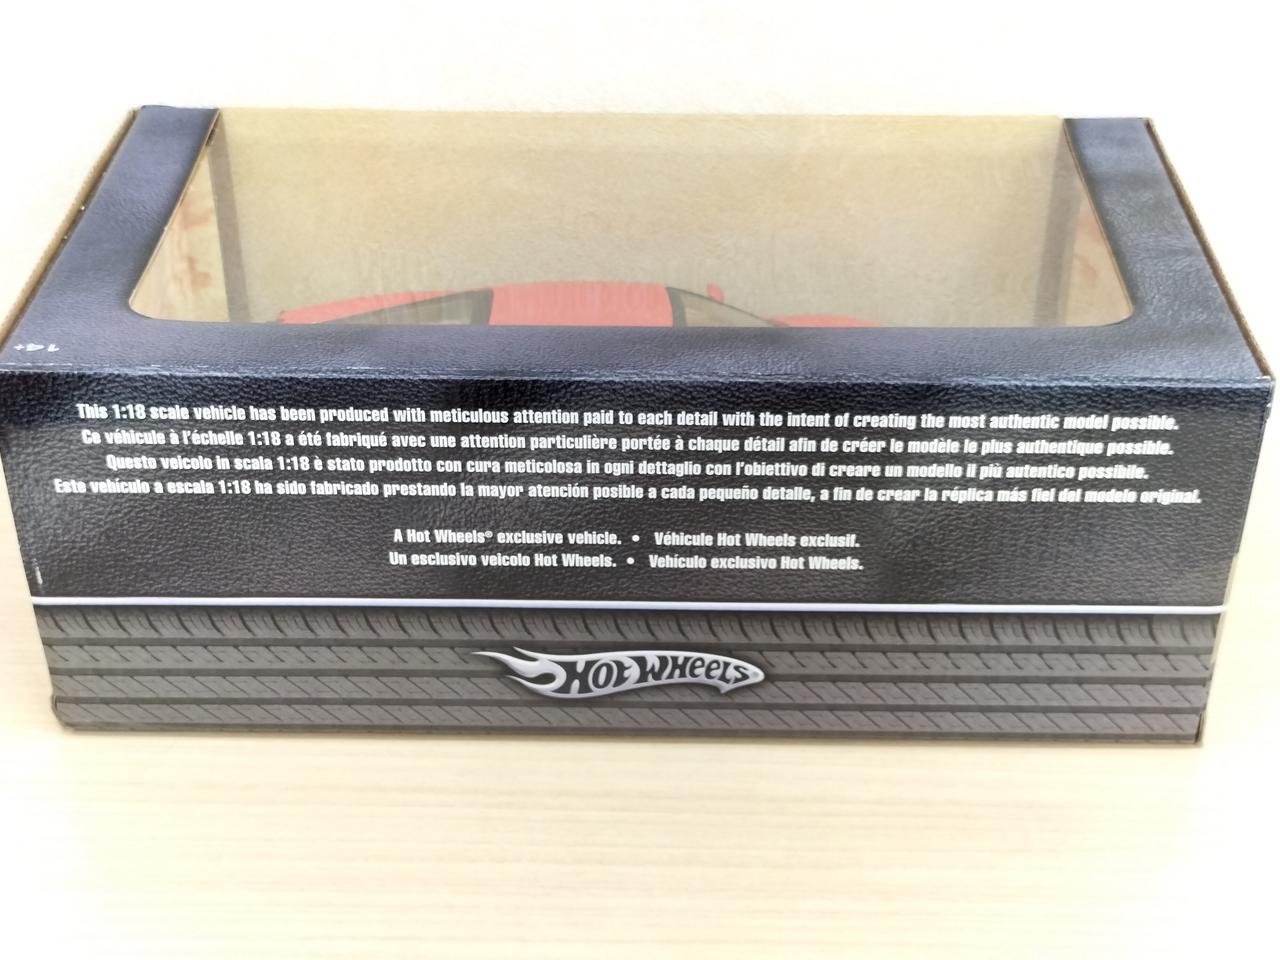 14+
This 1:18 scale vehicle has been produced with meticulous attention paid to each detail with the intent of creating the most authentic model possible.
Ce véhicule à l'échelle 1:18 a été fabriqué avec une attention particulière portée à chaque détail afin de créer le modèle le plus authentique possible.
Questo veicolo in scala 1:18 è stato prodotto con cura meticolosa in ogni dettaglio con l'obiettivo di creare un modello il più autentico possibile.
Este vehículo a escala 1:18 ha sido fabricado prestando la mayor atención posible a cada pequeño detalle, a fin de crear la réplica más fiel del modelo original.
A Hot Wheels® exclusive vehicle. • Véhicule Hot Wheels exclusif.
Un esclusivo veicolo Hot Wheels. • Vehículo exclusivo Hot Wheels.
HOT WHEELS